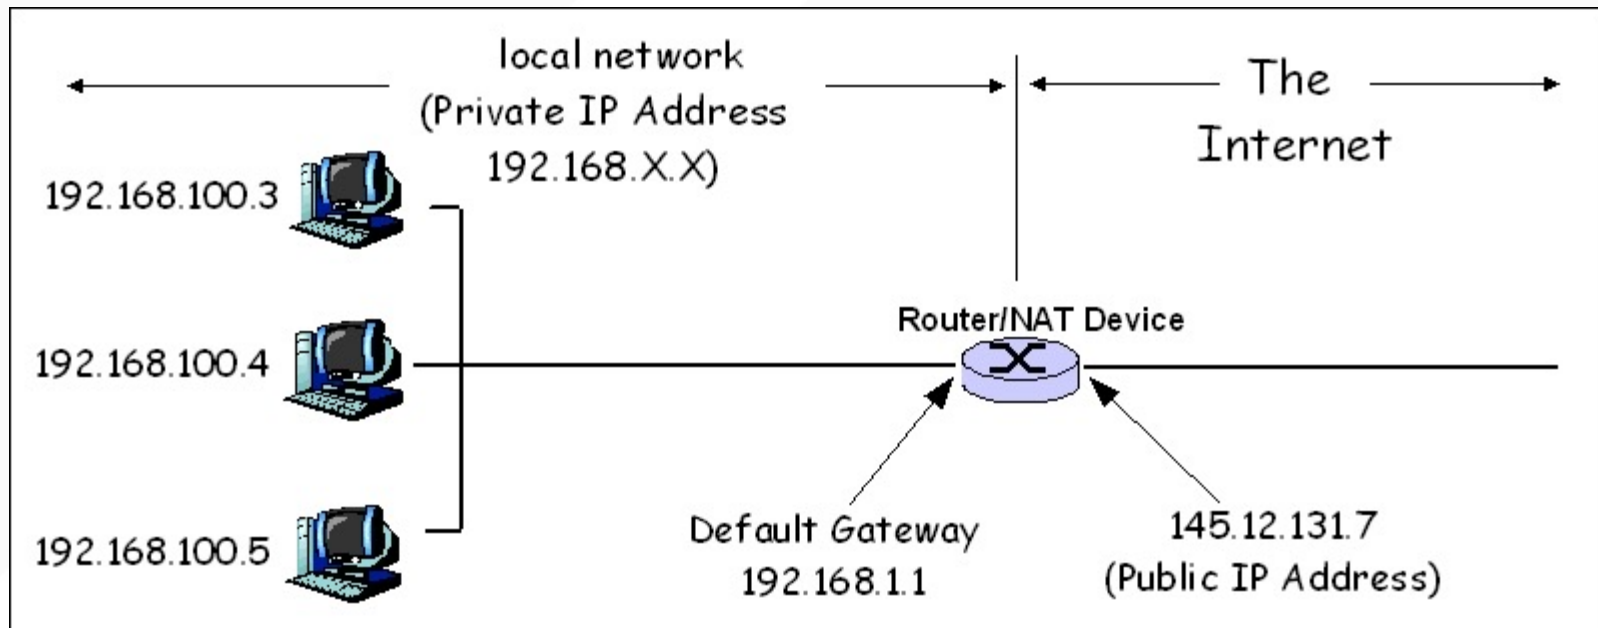 local network
(Private IP Address
192.168.X.X)
The
Internet
192.168.100.3
192.168.100.4
192.168.100.5
Router/NAT Device
Default Gateway
192.168.1.1
145.12.131.7
(Public IP Address)